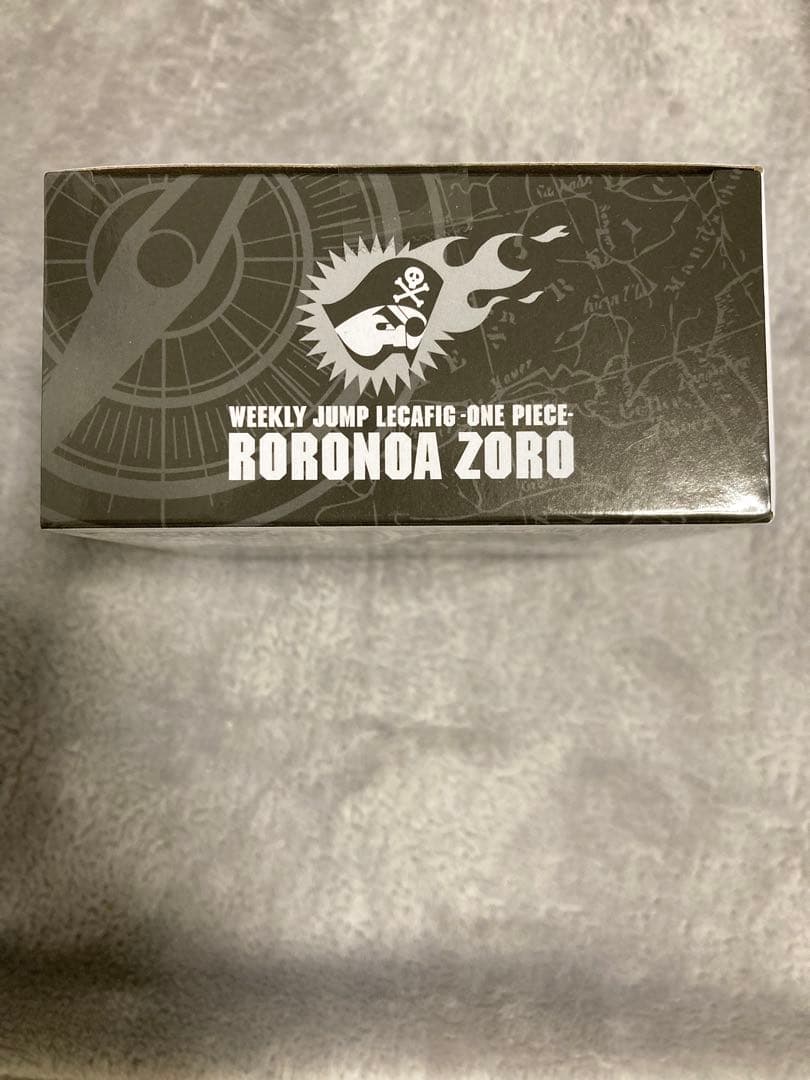 WEEKLY JUMP LECAFIG -ONE PIECE-
RORONOA ZORO